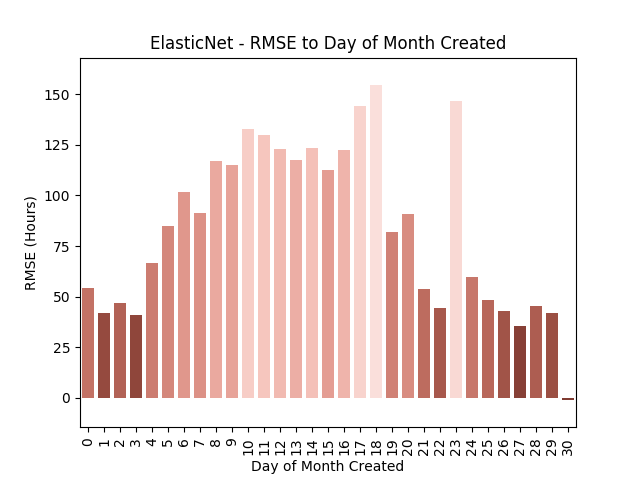 ElasticNet - RMSE to Day of Month Created
RMSE (Hours)
150
125
100
75
50
25
0
0 1 2 3 4 5 6 7 8 9 10 11 12 13 14 15 16 17 18 19 20 21 22 23 24 25 26 27 28 29 30
Day of Month Created